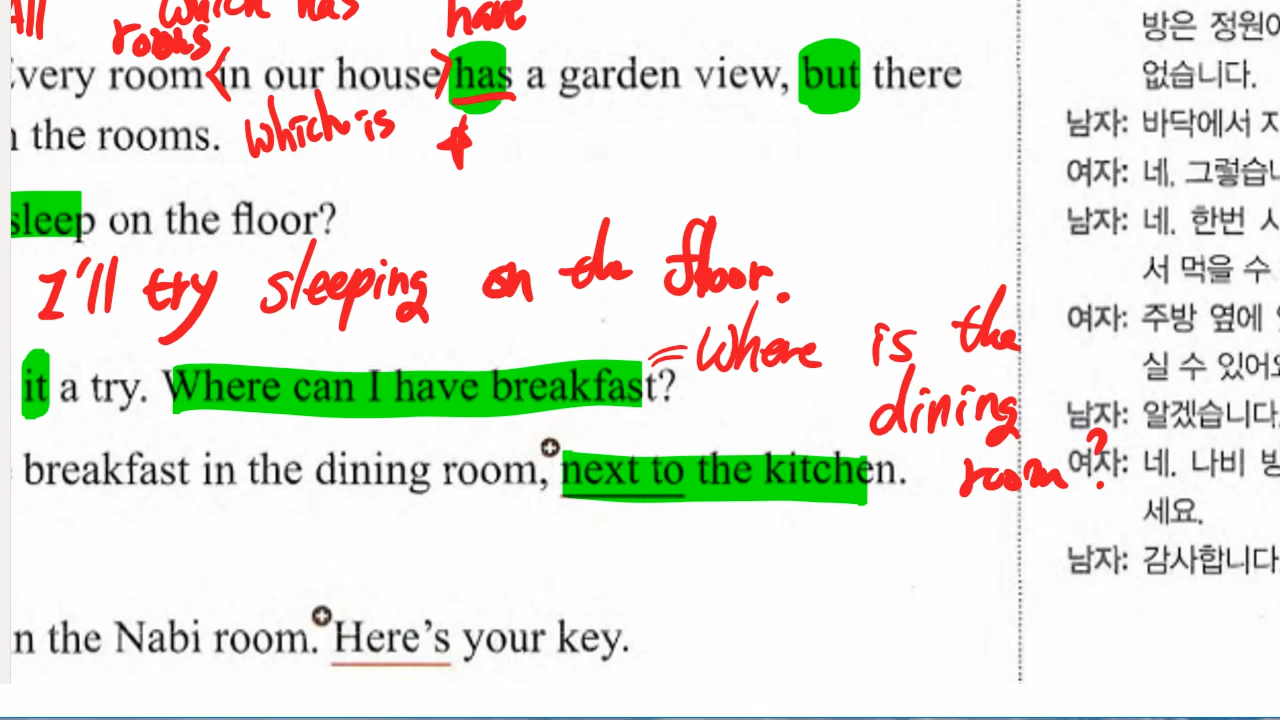 All which has have
rooms
Every room in our house has a garden view, but there
the rooms. which is
sleep on the floor?
I'll try sleeping on the floor.
it a try. Where can I have breakfast? = Where is the dining room?
breakfast in the dining room, next to the kitchen.
n the Nabi room. Here's your key.
방은 정원이
없습니다.
남자: 바닥에서 지
여자: 네, 그렇습니
남자: 네. 한번 시
서 먹을 수
여자: 주방 옆에 있
실 수 있어요
남자: 알겠습니다.
여자: 네. 나비 방
세요.
남자: 감사합니다